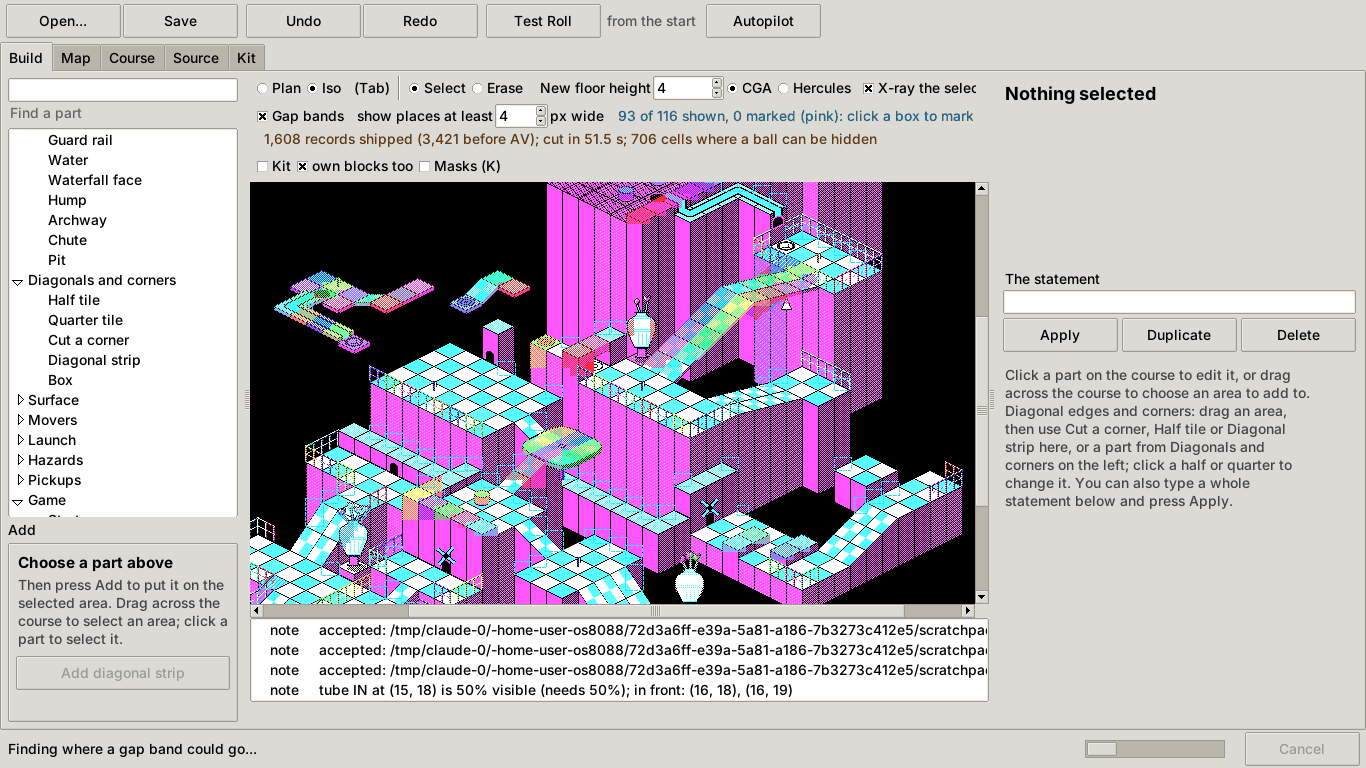 Open... Save Undo Redo Test Roll from the start Autopilot
Build Map Course Source Kit
Find a part
Guard rail
Water
Waterfall face
Hump
Archway
Chute
Pit
Diagonals and corners
Half tile
Quarter tile
Cut a corner
Diagonal strip
Box
Surface
Movers
Launch
Hazards
Pickups
Game
Add
Choose a part above
Then press Add to put it on the
selected area. Drag across the
course to select an area; click a
part to select it.
Add diagonal strip
Plan Iso (Tab) Select Erase New floor height 4 CGA Hercules X-ray the selec
Gap bands show places at least 4 px wide 93 of 116 shown, 0 marked (pink): click a box to mark
1,608 records shipped (3,421 before AV); cut in 51.5 s; 706 cells where a ball can be hidden
Kit own blocks too Masks (K)
note accepted: /tmp/claude-0/-home-user-os8088/72d3a6ff-e39a-5a81-a186-7b3273c412e5/scratchpa
note accepted: /tmp/claude-0/-home-user-os8088/72d3a6ff-e39a-5a81-a186-7b3273c412e5/scratchpa
note accepted: /tmp/claude-0/-home-user-os8088/72d3a6ff-e39a-5a81-a186-7b3273c412e5/scratchpa
note tube IN at (15, 18) is 50% visible (needs 50%); in front: (16, 18), (16, 19)
Nothing selected
The statement
Apply Duplicate Delete
Click a part on the course to edit it, or drag
across the course to choose an area to add to.
Diagonal edges and corners: drag an area,
then use Cut a corner, Half tile or Diagonal
strip here, or a part from Diagonals and
corners on the left; click a half or quarter to
change it. You can also type a whole
statement below and press Apply.
Finding where a gap band could go... Cancel